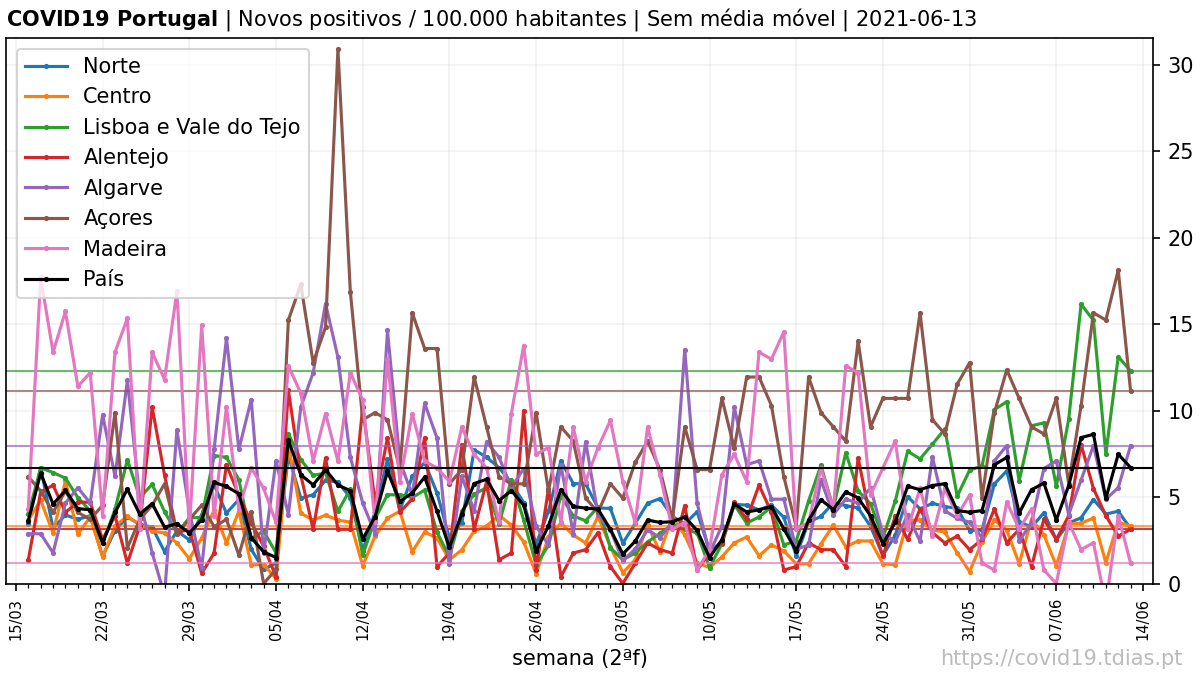 COVID19 Portugal | Novos positivos / 100.000 habitantes | Sem média móvel | 2021-06-13
Norte
Centro
Lisboa e Vale do Tejo
Alentejo
Algarve
Açores
Madeira
País
30
25
20
15
10
5
0
15/03
22/03
29/03
05/04
12/04
19/04
26/04
03/05
10/05
17/05
24/05
31/05
07/06
14/06
semana (2ªf)
https://covid19.tdias.pt